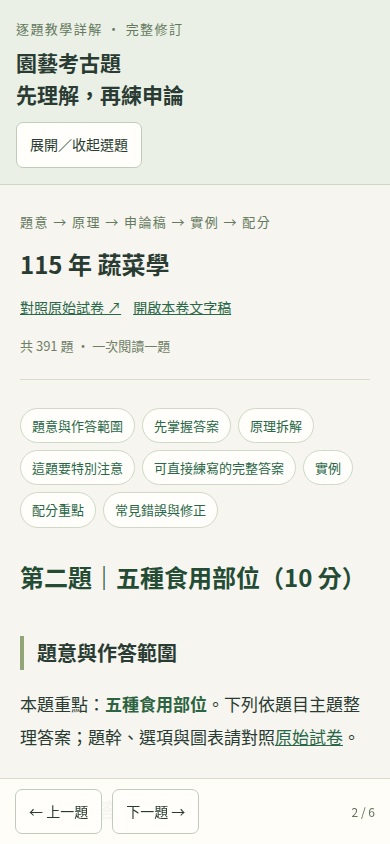 逐題教學詳解 • 完整修訂
園藝考古題
先理解，再練申論
展開／收起選題
題意 → 原理 → 申論稿 → 實例 → 配分
115 年 蔬菜學
對照原始試卷 ↗ 開啟本卷文字稿
共 391 題 • 一次閱讀一題
題意與作答範圍 先掌握答案 原理拆解
這題要特別注意 可直接練寫的完整答案 實例
配分重點 常見錯誤與修正
第二題｜五種食用部位（10 分）
題意與作答範圍
本題重點：五種食用部位。下列依題目主題整
理答案；題幹、選項與圖表請對照原始試卷。
← 上一題 下一題 → 2 / 6